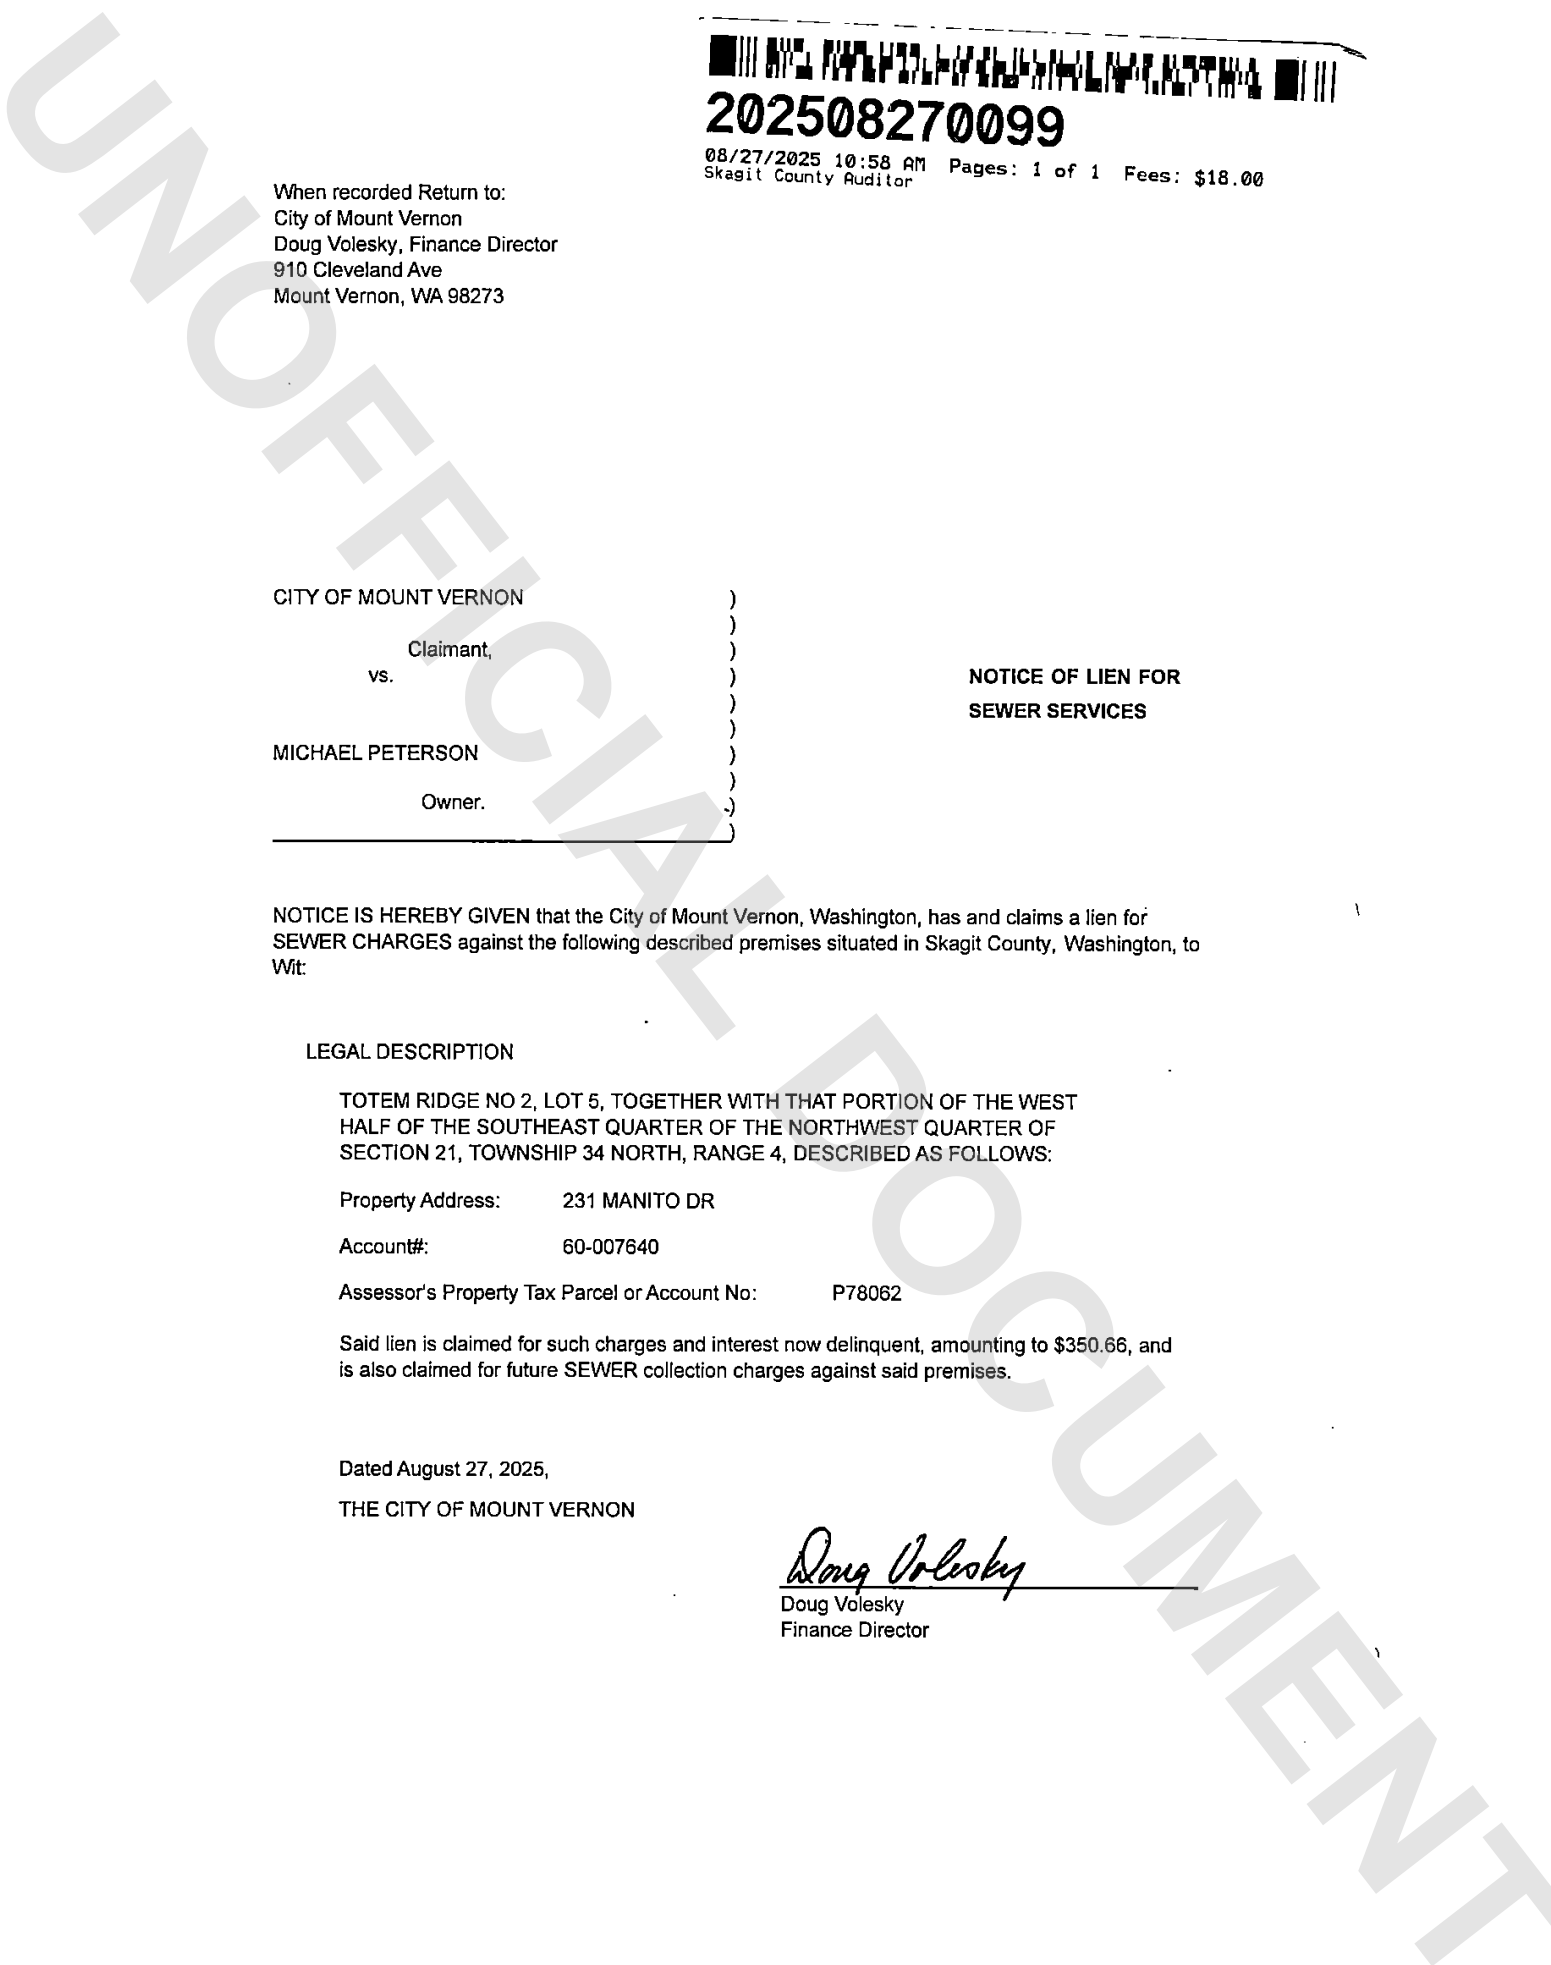 202508270099
08/27/2025 10:58 AM Pages: 1 of 1 Fees: $18.00
Skagit County Auditor
When recorded Return to:
City of Mount Vernon
Doug Volesky, Finance Director
910 Cleveland Ave
Mount Vernon, WA 98273
CITY OF MOUNT VERNON )
)
Claimant, )
vs. )
)
)
MICHAEL PETERSON )
)
Owner. )
)
NOTICE OF LIEN FOR
SEWER SERVICES
NOTICE IS HEREBY GIVEN that the City of Mount Vernon, Washington, has and claims a lien for
SEWER CHARGES against the following described premises situated in Skagit County, Washington, to
Wit:
LEGAL DESCRIPTION
TOTEM RIDGE NO 2, LOT 5, TOGETHER WITH THAT PORTION OF THE WEST
HALF OF THE SOUTHEAST QUARTER OF THE NORTHWEST QUARTER OF
SECTION 21, TOWNSHIP 34 NORTH, RANGE 4, DESCRIBED AS FOLLOWS:
Property Address: 231 MANITO DR
Account#: 60-007640
Assessor's Property Tax Parcel or Account No: P78062
Said lien is claimed for such charges and interest now delinquent, amounting to $350.66, and
is also claimed for future SEWER collection charges against said premises.
Dated August 27, 2025,
THE CITY OF MOUNT VERNON
Doug Volesky
Doug Volesky
Finance Director
UNOFFICIAL DOCUMENT